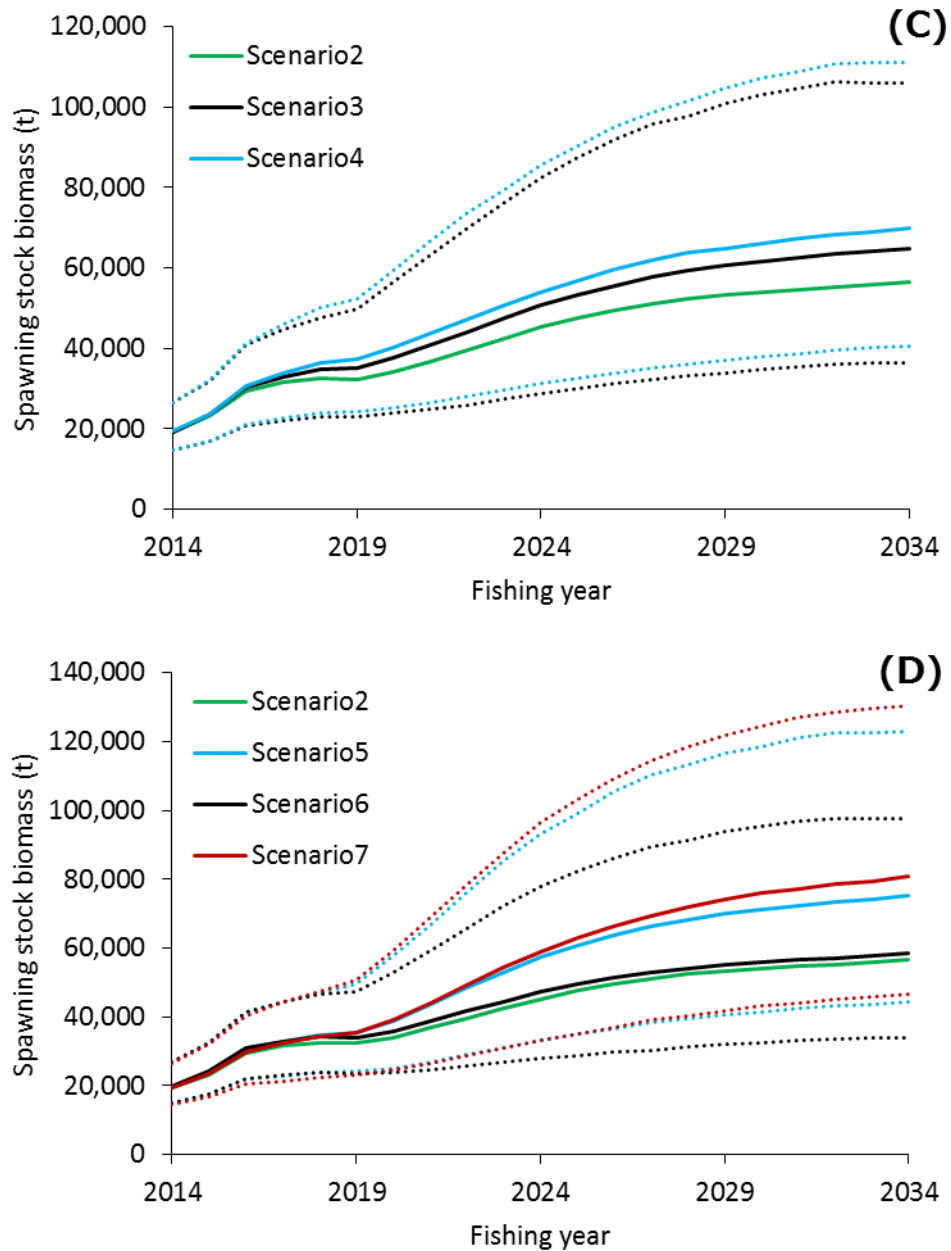 (C)
120,000
100,000
80,000
60,000
40,000
20,000
0
Spawning stock biomass (t)
Scenario2
Scenario3
Scenario4
2014 2019 2024 2029 2034
Fishing year
(D)
140,000
120,000
100,000
80,000
60,000
40,000
20,000
0
Spawning stock biomass (t)
Scenario2
Scenario5
Scenario6
Scenario7
2014 2019 2024 2029 2034
Fishing year